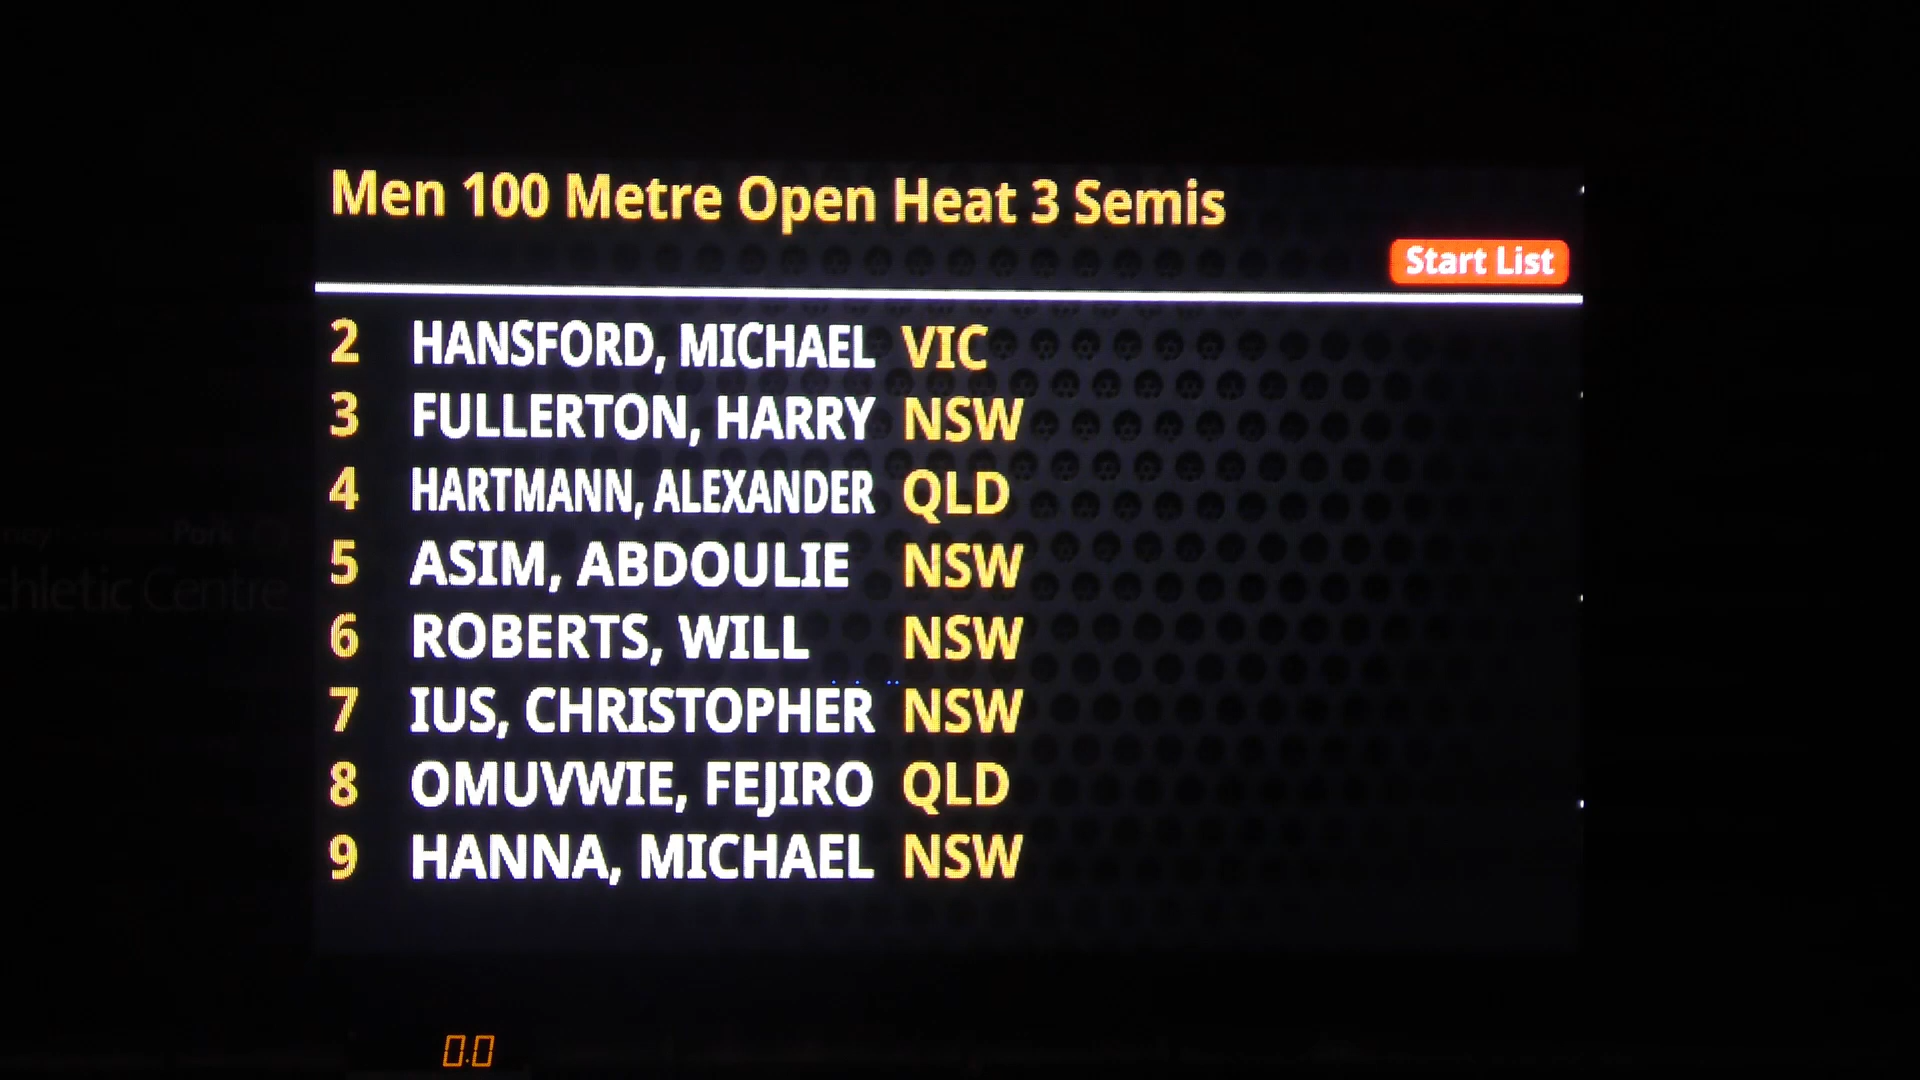 Men 100 Metre Open Heat 3 Semis
Start List
2 HANSFORD, MICHAEL VIC
3 FULLERTON, HARRY NSW
4 HARTMANN, ALEXANDER QLD
5 ASIM, ABDOULIE NSW
6 ROBERTS, WILL NSW
7 IUS, CHRISTOPHER NSW
8 OMUVWIE, FEJIRO QLD
9 HANNA, MICHAEL NSW
Park
Centre
0.0